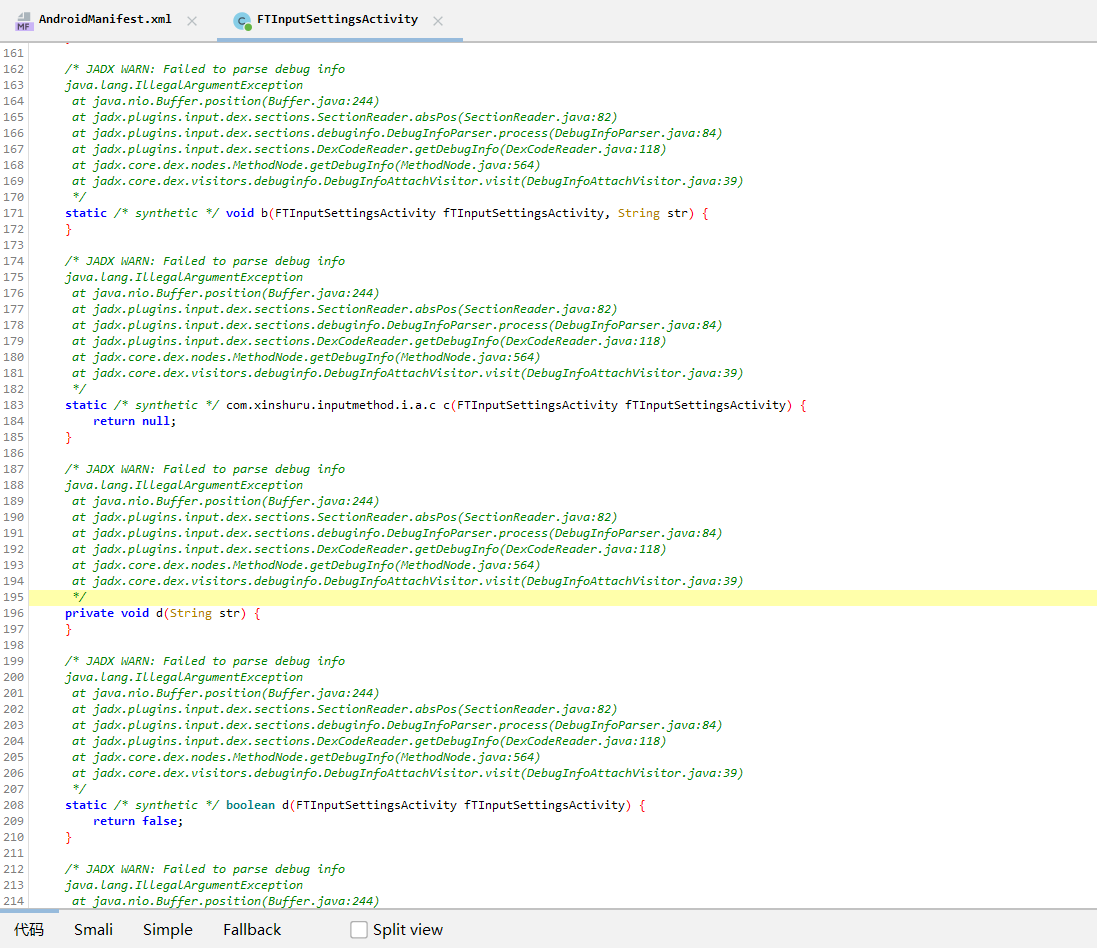 AndroidManifest.xml
FTInputSettingsActivity
161
162 /* JADX WARN: Failed to parse debug info
163 java.lang.IllegalArgumentException
164 at java.nio.Buffer.position(Buffer.java:244)
165 at jadx.plugins.input.dex.sections.SectionReader.absPos(SectionReader.java:82)
166 at jadx.plugins.input.dex.sections.debuginfo.DebugInfoParser.process(DebugInfoParser.java:84)
167 at jadx.plugins.input.dex.sections.DexCodeReader.getDebugInfo(DexCodeReader.java:118)
168 at jadx.core.dex.nodes.MethodNode.getDebugInfo(MethodNode.java:564)
169 at jadx.core.dex.visitors.debuginfo.DebugInfoAttachVisitor.visit(DebugInfoAttachVisitor.java:39)
170 */
171 static /* synthetic */ void b(FTInputSettingsActivity fTInputSettingsActivity, String str) {
172 }
173
174 /* JADX WARN: Failed to parse debug info
175 java.lang.IllegalArgumentException
176 at java.nio.Buffer.position(Buffer.java:244)
177 at jadx.plugins.input.dex.sections.SectionReader.absPos(SectionReader.java:82)
178 at jadx.plugins.input.dex.sections.debuginfo.DebugInfoParser.process(DebugInfoParser.java:84)
179 at jadx.plugins.input.dex.sections.DexCodeReader.getDebugInfo(DexCodeReader.java:118)
180 at jadx.core.dex.nodes.MethodNode.getDebugInfo(MethodNode.java:564)
181 at jadx.core.dex.visitors.debuginfo.DebugInfoAttachVisitor.visit(DebugInfoAttachVisitor.java:39)
182 */
183 static /* synthetic */ com.xinshuru.inputmethod.i.a.c c(FTInputSettingsActivity fTInputSettingsActivity) {
184 return null;
185 }
186
187 /* JADX WARN: Failed to parse debug info
188 java.lang.IllegalArgumentException
189 at java.nio.Buffer.position(Buffer.java:244)
190 at jadx.plugins.input.dex.sections.SectionReader.absPos(SectionReader.java:82)
191 at jadx.plugins.input.dex.sections.debuginfo.DebugInfoParser.process(DebugInfoParser.java:84)
192 at jadx.plugins.input.dex.sections.DexCodeReader.getDebugInfo(DexCodeReader.java:118)
193 at jadx.core.dex.nodes.MethodNode.getDebugInfo(MethodNode.java:564)
194 at jadx.core.dex.visitors.debuginfo.DebugInfoAttachVisitor.visit(DebugInfoAttachVisitor.java:39)
195 */
196 private void d(String str) {
197 }
198
199 /* JADX WARN: Failed to parse debug info
200 java.lang.IllegalArgumentException
201 at java.nio.Buffer.position(Buffer.java:244)
202 at jadx.plugins.input.dex.sections.SectionReader.absPos(SectionReader.java:82)
203 at jadx.plugins.input.dex.sections.debuginfo.DebugInfoParser.process(DebugInfoParser.java:84)
204 at jadx.plugins.input.dex.sections.DexCodeReader.getDebugInfo(DexCodeReader.java:118)
205 at jadx.core.dex.nodes.MethodNode.getDebugInfo(MethodNode.java:564)
206 at jadx.core.dex.visitors.debuginfo.DebugInfoAttachVisitor.visit(DebugInfoAttachVisitor.java:39)
207 */
208 static /* synthetic */ boolean d(FTInputSettingsActivity fTInputSettingsActivity) {
209 return false;
210 }
211
212 /* JADX WARN: Failed to parse debug info
213 java.lang.IllegalArgumentException
214 at java.nio.Buffer.position(Buffer.java:244)
代码 Smali Simple Fallback Split view